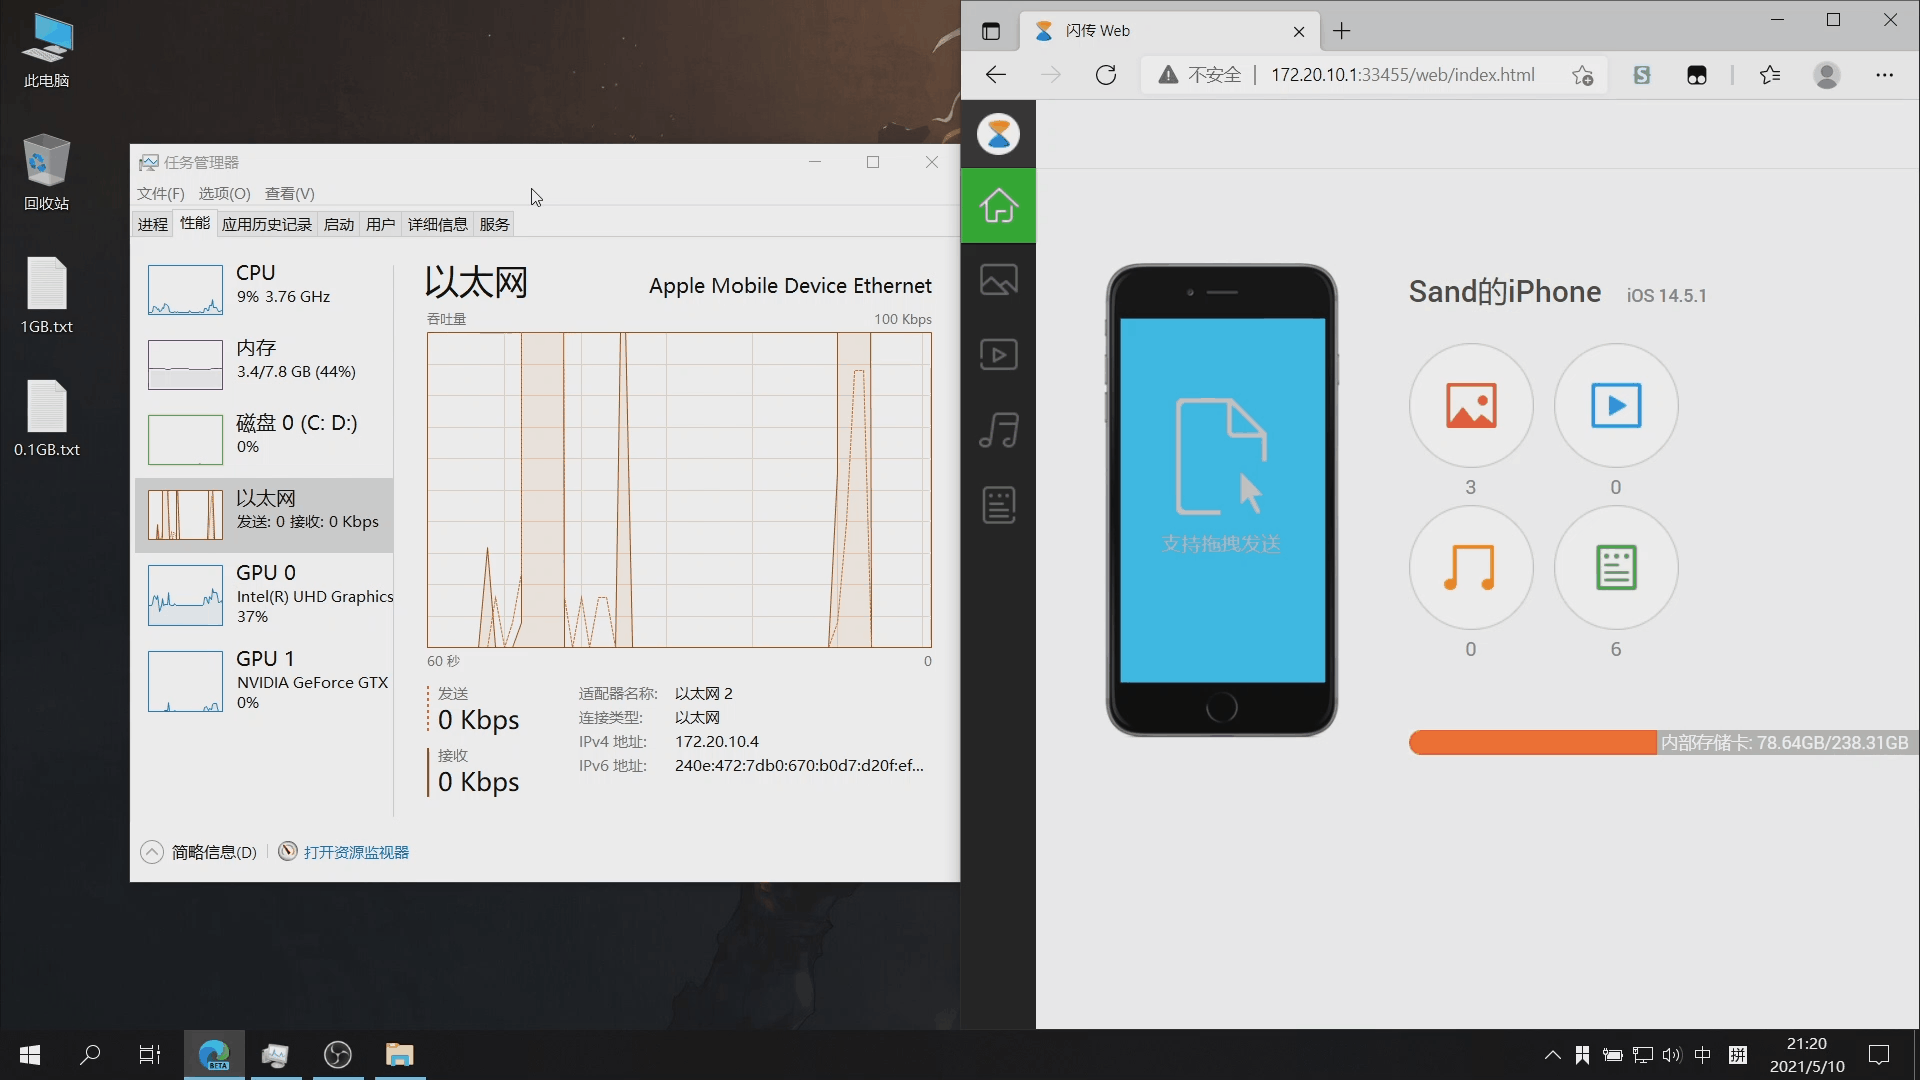 此电脑
回收站
1GB.txt
0.1GB.txt
任务管理器
文件(F) 选项(O) 查看(V)
进程 性能 应用历史记录 启动 用户 详细信息 服务
CPU
9% 3.76 GHz
内存
3.4/7.8 GB (44%)
磁盘 0 (C: D:)
0%
以太网
发送: 0 接收: 0 Kbps
GPU 0
Intel(R) UHD Graphics
37%
GPU 1
NVIDIA GeForce GTX
0%
以太网
Apple Mobile Device Ethernet
吞吐量
100 Kbps
60 秒
0
发送
0 Kbps
接收
0 Kbps
适配器名称: 以太网 2
连接类型: 以太网
IPv4 地址: 172.20.10.4
IPv6 地址: 240e:472:7db0:670:b0d7:d20f:ef...
简略信息(D)
打开资源监视器
闪传 Web
不安全
172.20.10.1:33455/web/index.html
支持拖拽发送
Sand的iPhone iOS 14.5.1
3
0
0
6
内部存储卡: 78.64GB/238.31GB
BETA
中
拼
21:20
2021/5/10